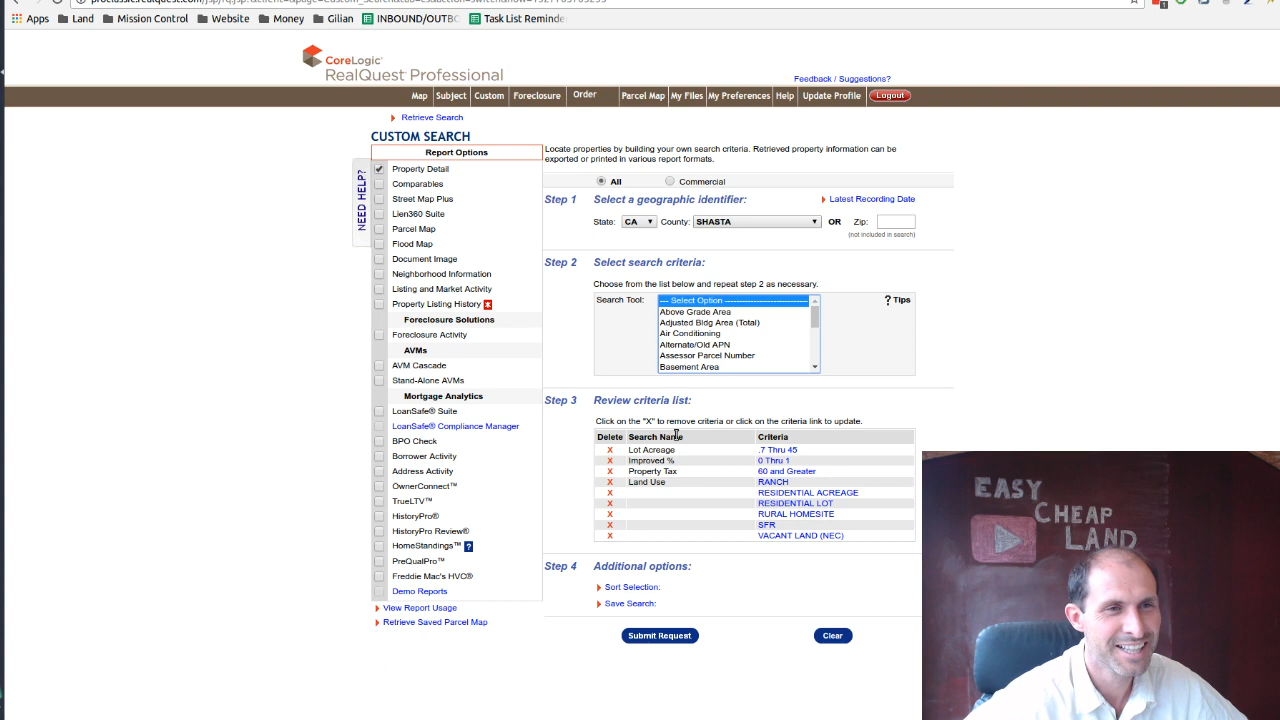 Apps Land Mission Control Website Money Gilian INBOUND/OUTBO Task List Reminde
CoreLogic
RealQuest Professional
Feedback / Suggestions?
Map Subject Custom Foreclosure Order Parcel Map My Files My Preferences Help Update Profile Logout
Retrieve Search
CUSTOM SEARCH
NEED HELP?
Report Options
Property Detail
Comparables
Street Map Plus
Lien360 Suite
Parcel Map
Flood Map
Document Image
Neighborhood Information
Listing and Market Activity
Property Listing History
Foreclosure Solutions
Foreclosure Activity
AVMs
AVM Cascade
Stand-Alone AVMs
Mortgage Analytics
LoanSafe® Suite
LoanSafe® Compliance Manager
BPO Check
Borrower Activity
Address Activity
OwnerConnect™
TrueLTV™
HistoryPro®
HistoryPro Review®
HomeStandings™ ?
PreQualPro™
Freddie Mac's HVC®
Demo Reports
View Report Usage
Retrieve Saved Parcel Map
Locate properties by building your own search criteria. Retrieved property information can be
exported or printed in various report formats.
All Commercial
Step 1 Select a geographic identifier: Latest Recording Date
State: CA County: SHASTA OR Zip:
(not included in search)
Step 2 Select search criteria:
Choose from the list below and repeat step 2 as necessary.
Search Tool: --- Select Option ------------------------- ? Tips
Above Grade Area
Adjusted Bldg Area (Total)
Air Conditioning
Alternate/Old APN
Assessor Parcel Number
Basement Area
Step 3 Review criteria list:
Click on the "X" to remove criteria or click on the criteria link to update.
Delete Search Name Criteria
X Lot Acreage .7 Thru 45
X Improved % 0 Thru 1
X Property Tax 60 and Greater
X Land Use RANCH
X RESIDENTIAL ACREAGE
X RESIDENTIAL LOT
X RURAL HOMESITE
X SFR
X VACANT LAND (NEC)
Step 4 Additional options:
Sort Selection:
Save Search:
Submit Request Clear
EASY
CHEAP
LAND